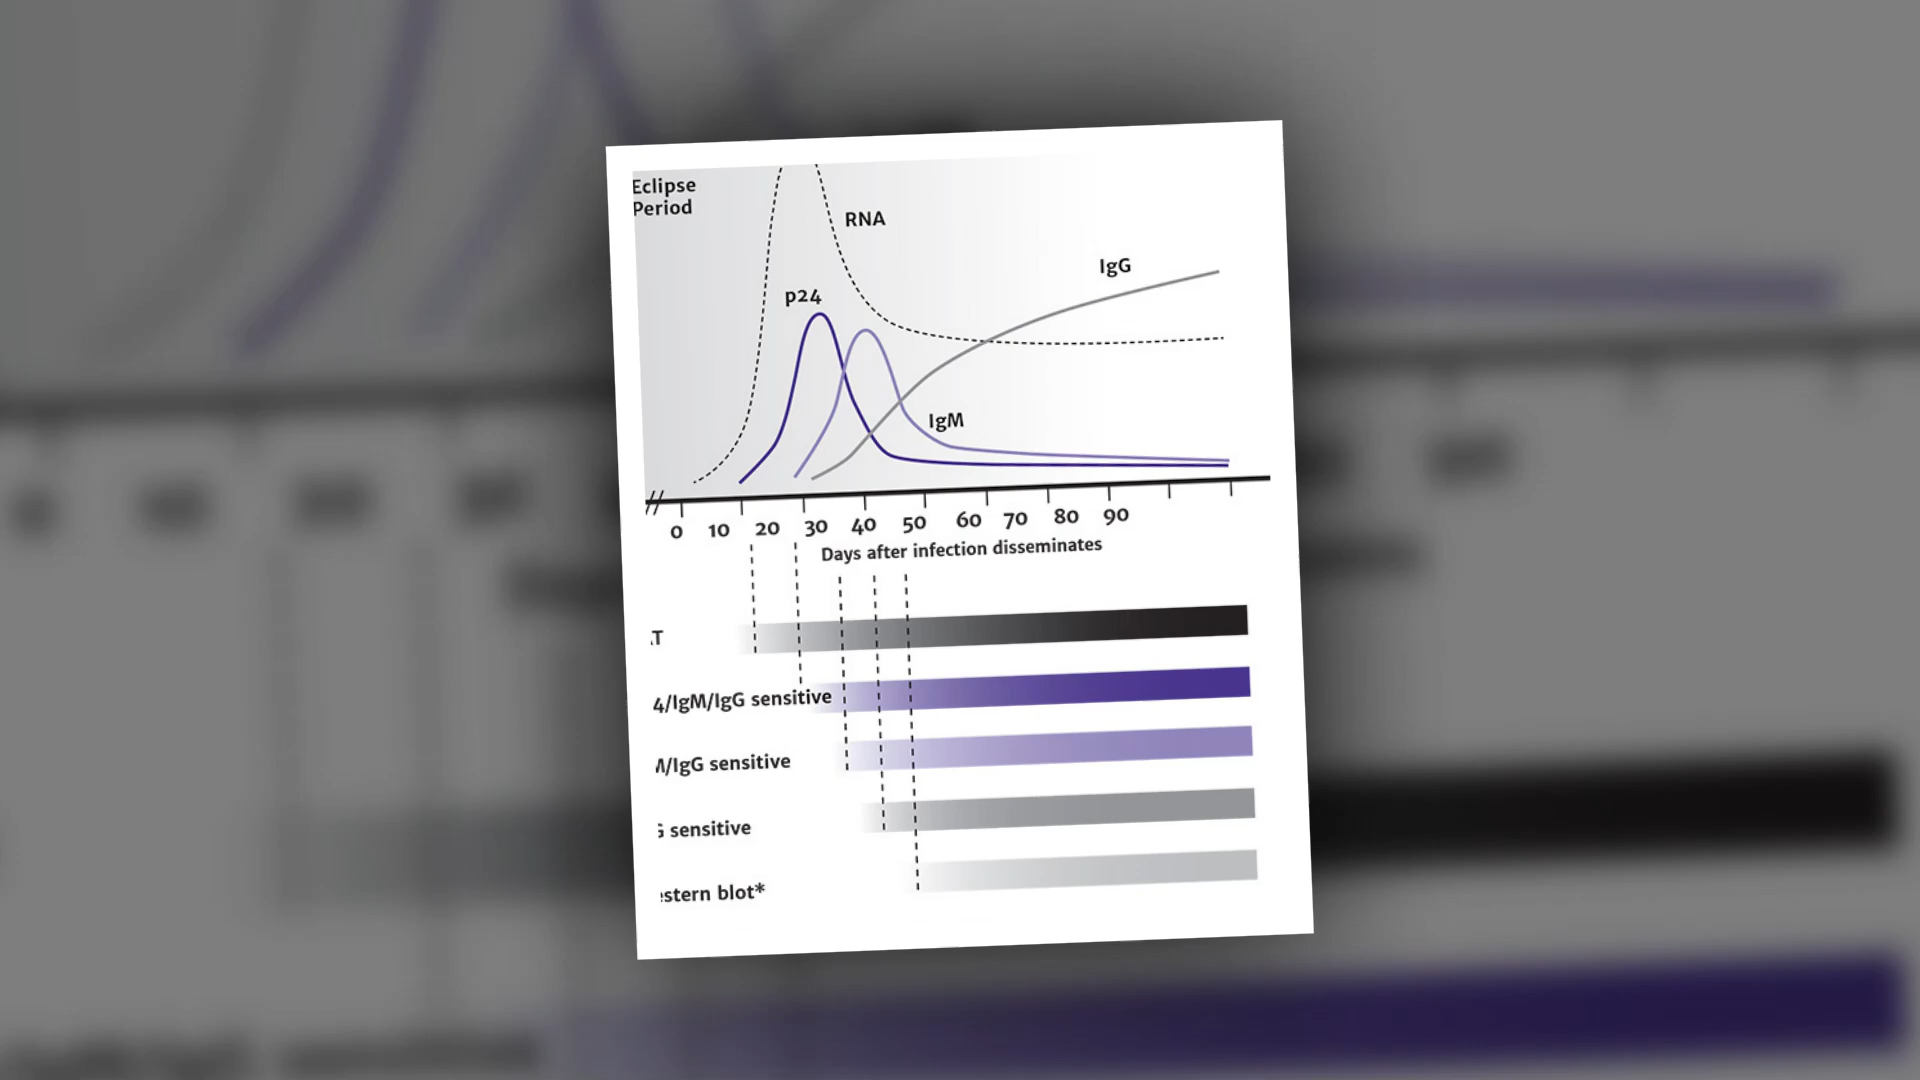 Eclipse
Period
RNA
IgG
p24
IgM
0 10 20 30 40 50 60 70 80 90
Days after infection disseminates
T
4/IgM/IgG sensitive
/IgG sensitive
sensitive
stern blot*